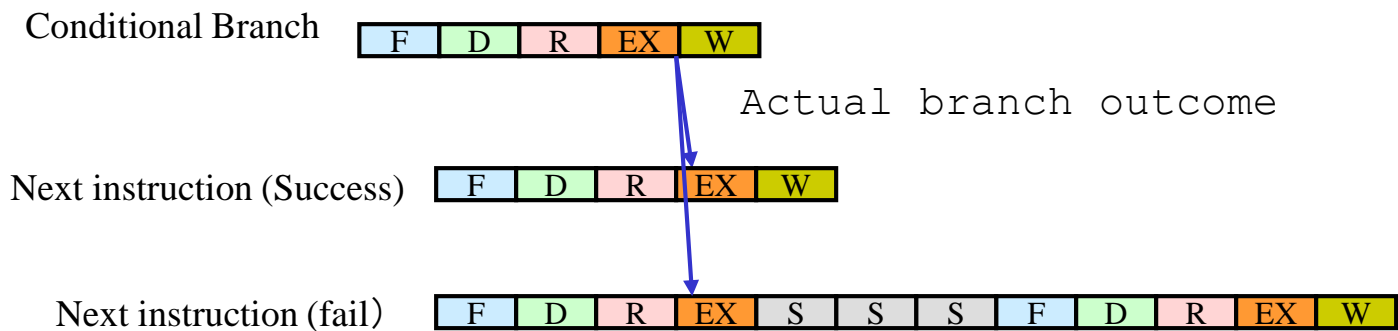 Conditional Branch F D R EX W
Actual branch outcome
Next instruction (Success) F D R EX W
Next instruction (fail） F D R EX S S S F D R EX W